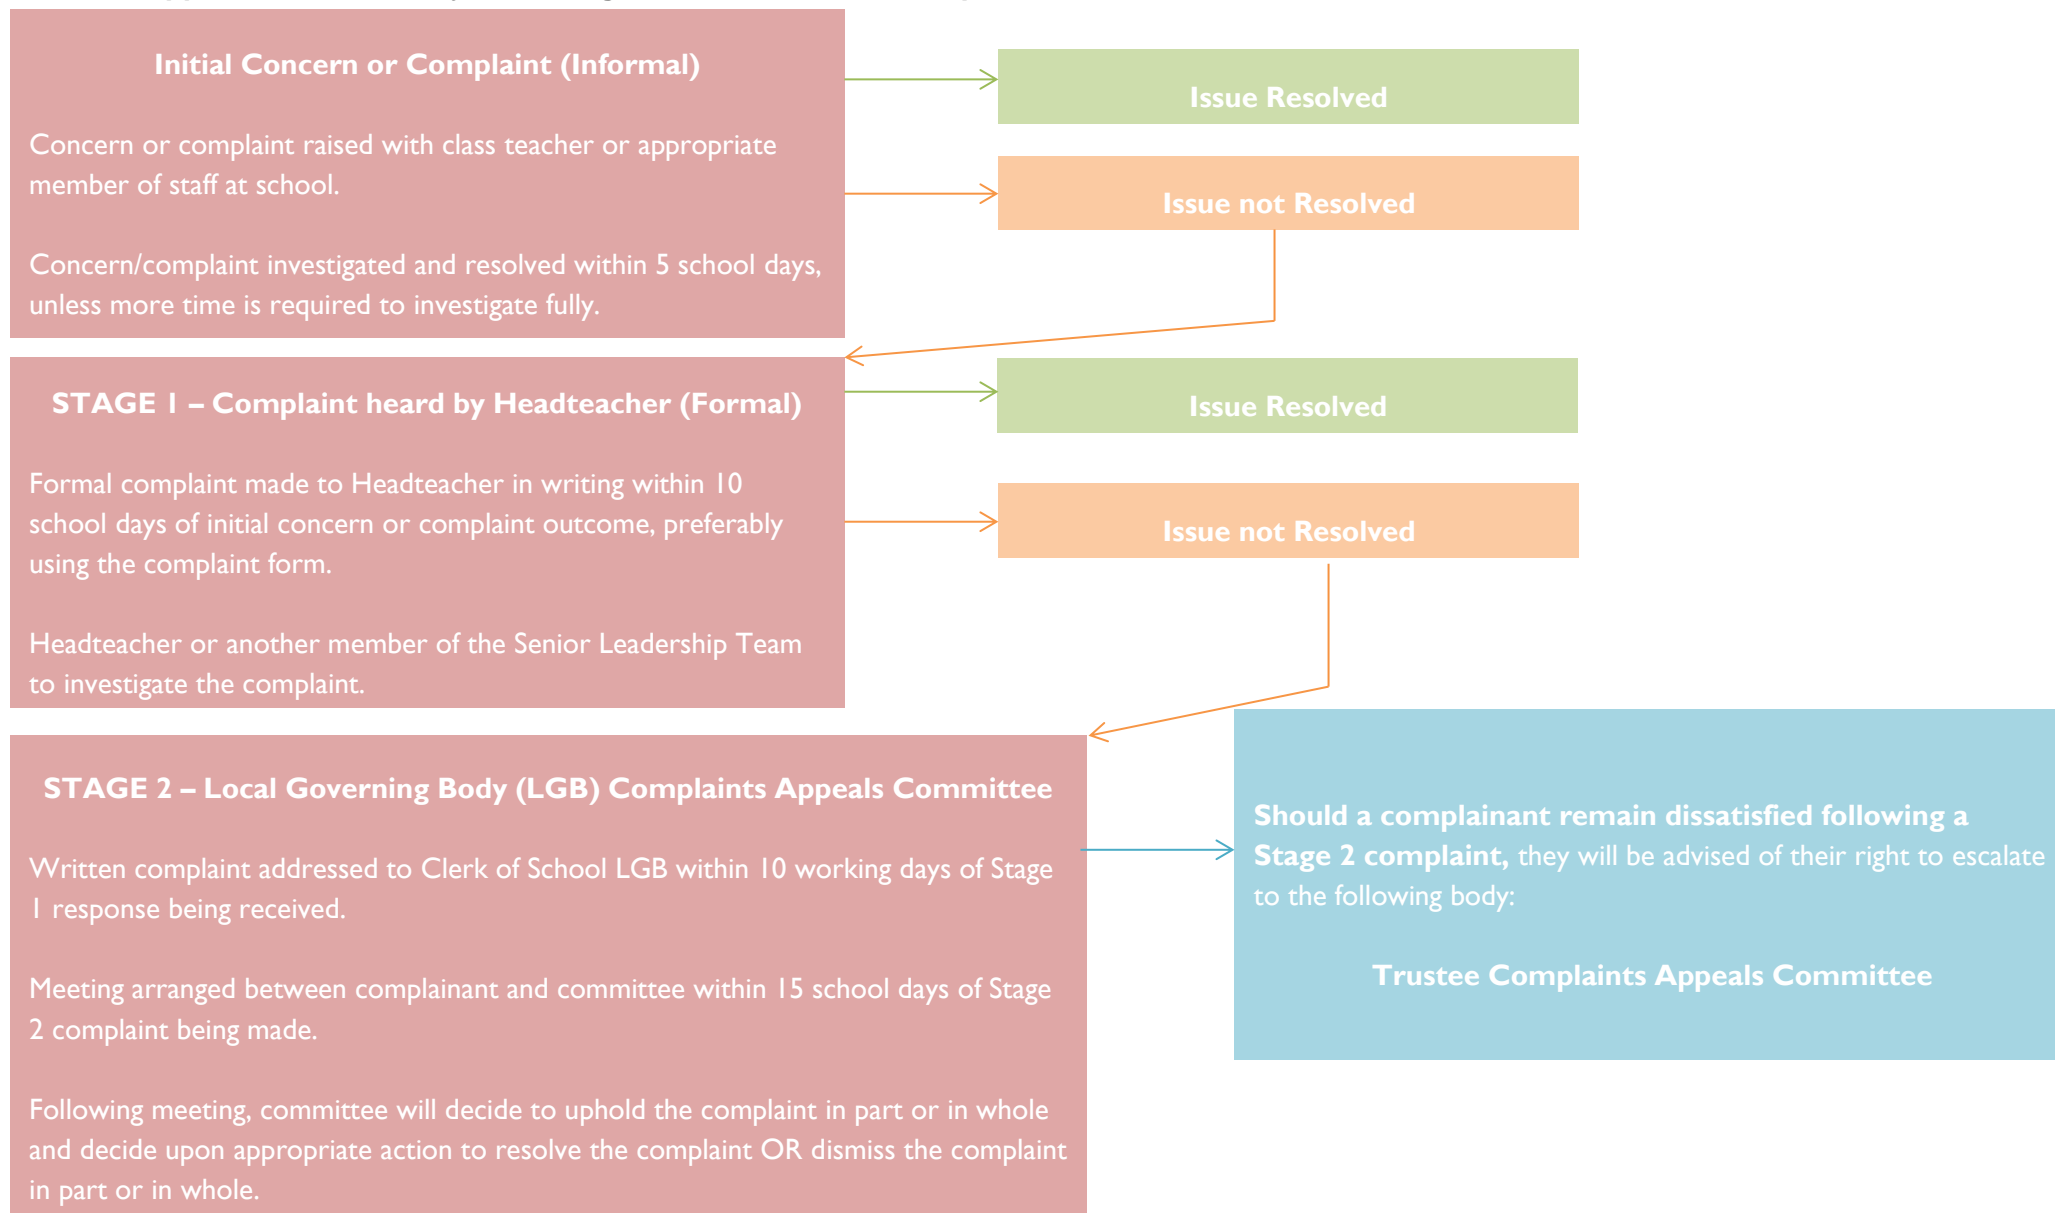 Initial Concern or Complaint (Informal)
Concern or complaint raised with class teacher or appropriate
member of staff at school.
Concern/complaint investigated and resolved within 5 school days,
unless more time is required to investigate fully.
Issue Resolved
Issue not Resolved
STAGE 1 – Complaint heard by Headteacher (Formal)
Formal complaint made to Headteacher in writing within 10
school days of initial concern or complaint outcome, preferably
using the complaint form.
Headteacher or another member of the Senior Leadership Team
to investigate the complaint.
Issue Resolved
Issue not Resolved
STAGE 2 – Local Governing Body (LGB) Complaints Appeals Committee
Written complaint addressed to Clerk of School LGB within 10 working days of Stage
1 response being received.
Meeting arranged between complainant and committee within 15 school days of Stage
2 complaint being made.
Following meeting, committee will decide to uphold the complaint in part or in whole
and decide upon appropriate action to resolve the complaint OR dismiss the complaint
in part or in whole.
Should a complainant remain dissatisfied following a
Stage 2 complaint, they will be advised of their right to escalate
to the following body:
Trustee Complaints Appeals Committee